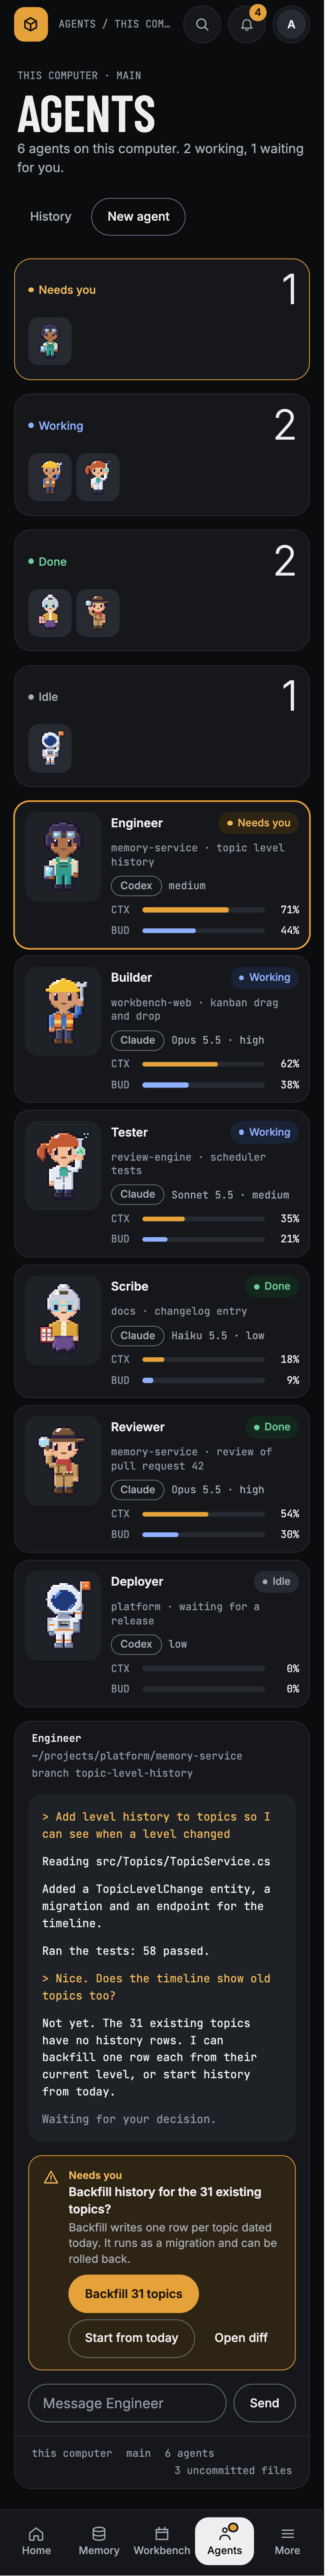 AGENTS / THIS COM…
4
A
THIS COMPUTER · MAIN
AGENTS
6 agents on this computer. 2 working, 1 waiting
for you.
History
New agent
Needs you
1
Working
2
Done
2
Idle
1
Engineer
Needs you
memory-service · topic level
history
Codex medium
CTX 71%
BUD 44%
Builder
Working
workbench-web · kanban drag
and drop
Claude Opus 5.5 · high
CTX 62%
BUD 38%
Tester
Working
review-engine · scheduler
tests
Claude Sonnet 5.5 · medium
CTX 35%
BUD 21%
Scribe
Done
docs · changelog entry
Claude Haiku 5.5 · low
CTX 18%
BUD 9%
Reviewer
Done
memory-service · review of
pull request 42
Claude Opus 5.5 · high
CTX 54%
BUD 30%
Deployer
Idle
platform · waiting for a
release
Codex low
CTX 0%
BUD 0%
Engineer
~/projects/platform/memory-service
branch topic-level-history
> Add level history to topics so I
can see when a level changed
Reading src/Topics/TopicService.cs
Added a TopicLevelChange entity, a
migration and an endpoint for the
timeline.
Ran the tests: 58 passed.
> Nice. Does the timeline show old
topics too?
Not yet. The 31 existing topics
have no history rows. I can
backfill one row each from their
current level, or start history
from today.
Waiting for your decision.
Needs you
Backfill history for the 31 existing
topics?
Backfill writes one row per topic dated
today. It runs as a migration and can be
rolled back.
Backfill 31 topics
Start from today
Open diff
Message Engineer
Send
this computer main 6 agents
3 uncommitted files
Home
Memory
Workbench
Agents
More